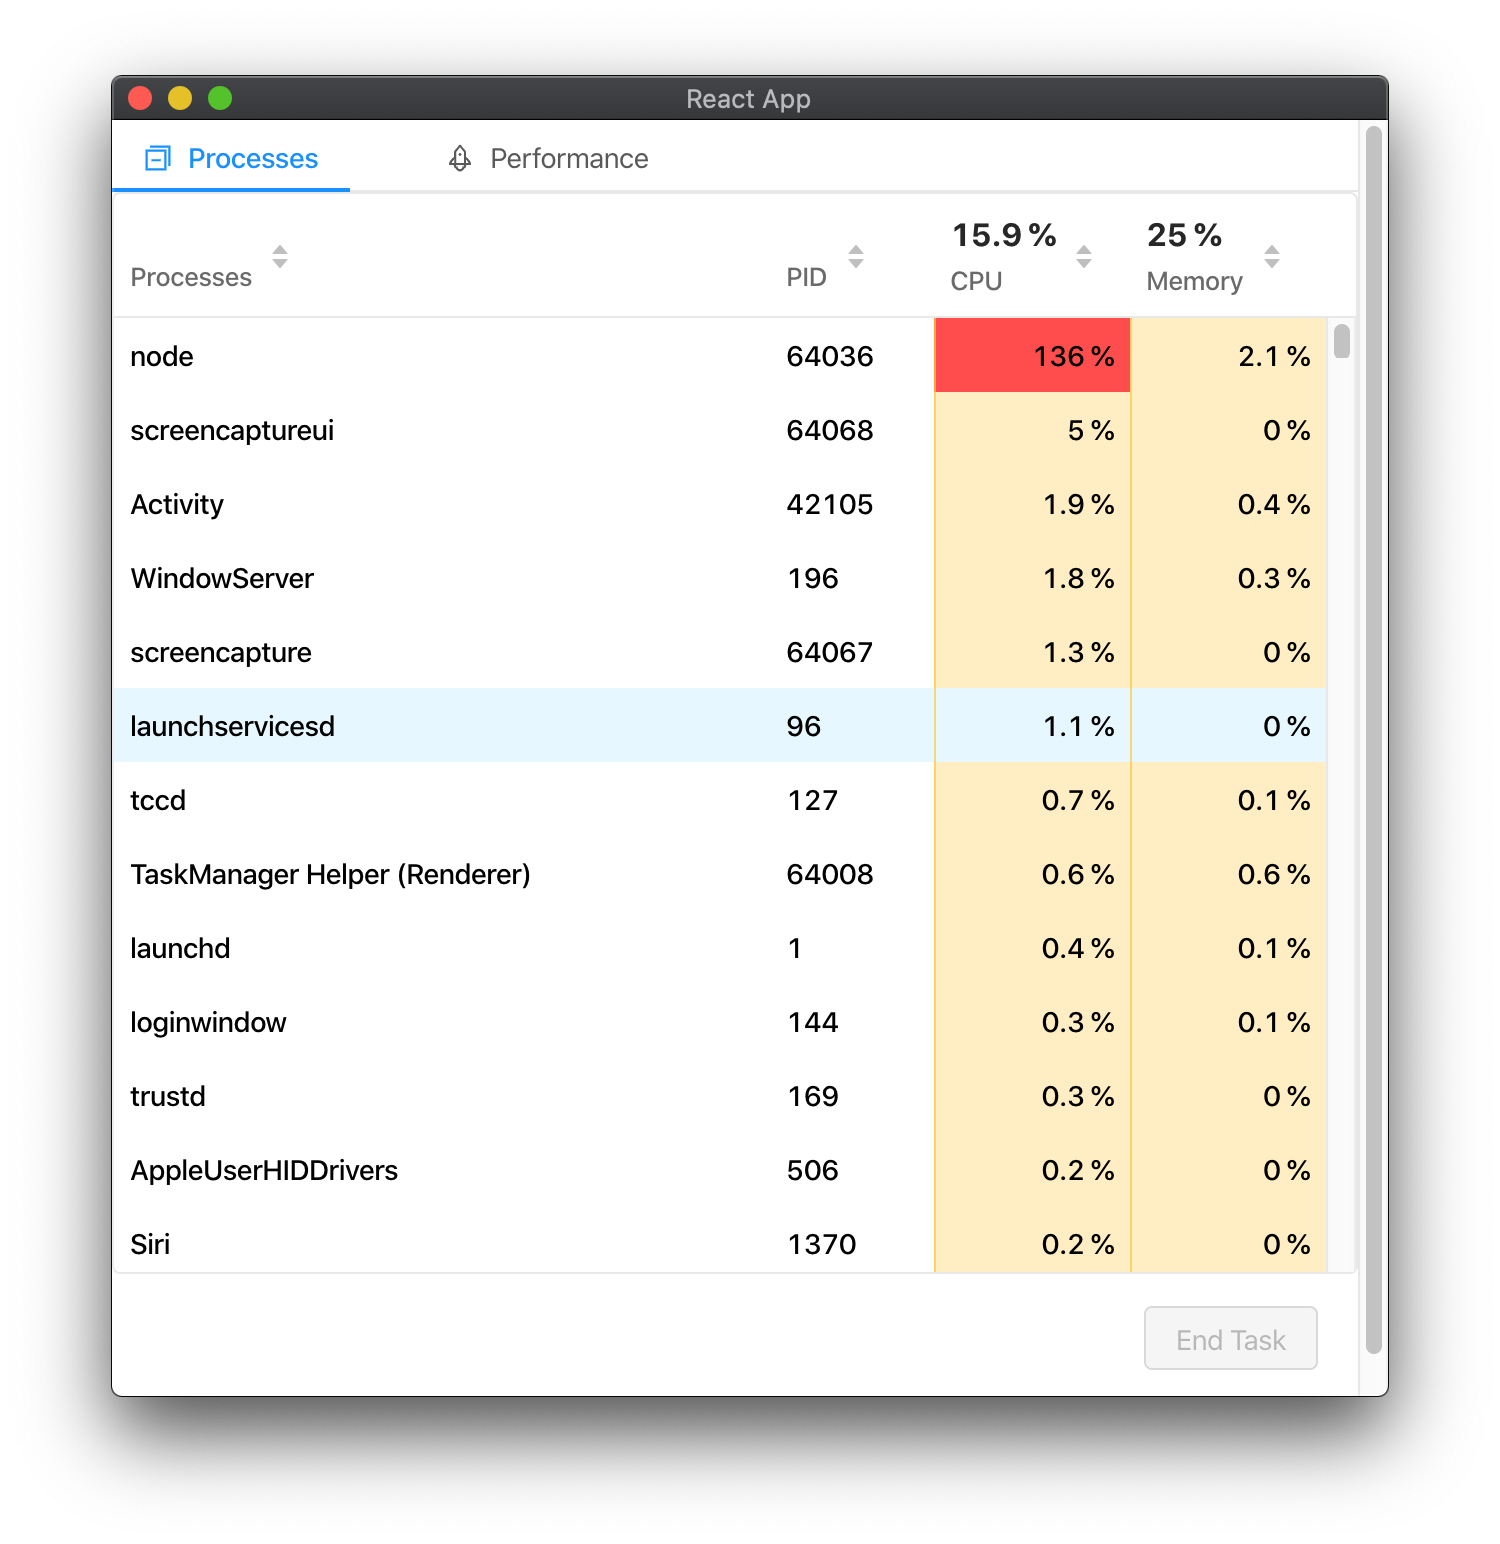 React App
Processes Performance
15.9 % 25 %
Processes PID CPU Memory
node 64036 136 % 2.1 %
screencaptureui 64068 5 % 0 %
Activity 42105 1.9 % 0.4 %
WindowServer 196 1.8 % 0.3 %
screencapture 64067 1.3 % 0 %
launchservicesd 96 1.1 % 0 %
tccd 127 0.7 % 0.1 %
TaskManager Helper (Renderer) 64008 0.6 % 0.6 %
launchd 1 0.4 % 0.1 %
loginwindow 144 0.3 % 0.1 %
trustd 169 0.3 % 0 %
AppleUserHIDDrivers 506 0.2 % 0 %
Siri 1370 0.2 % 0 %
End Task